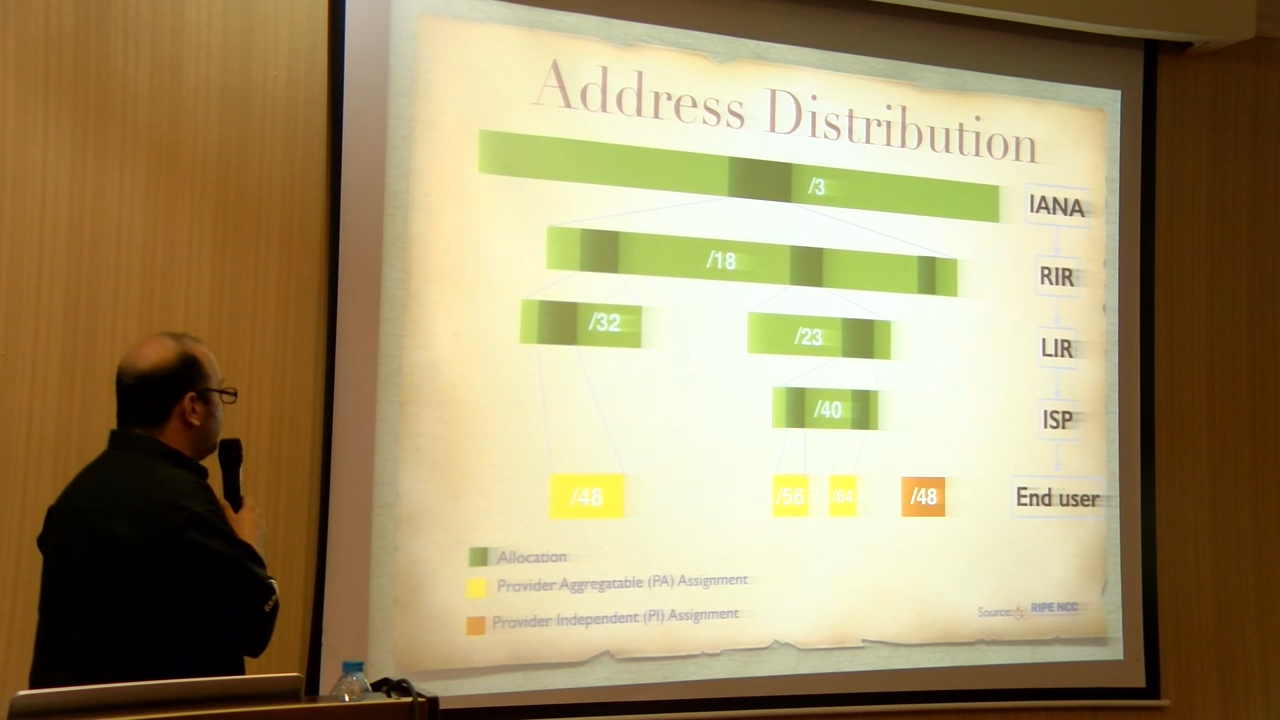 Address Distribution
/3
IANA
/18
RIR
/32
/23
LIR
/40
ISP
/48
/56
/64
/48
End user
Allocation
Provider Aggregatable (PA) Assignment
Provider Independent (PI) Assignment
Source: RIPE NCC